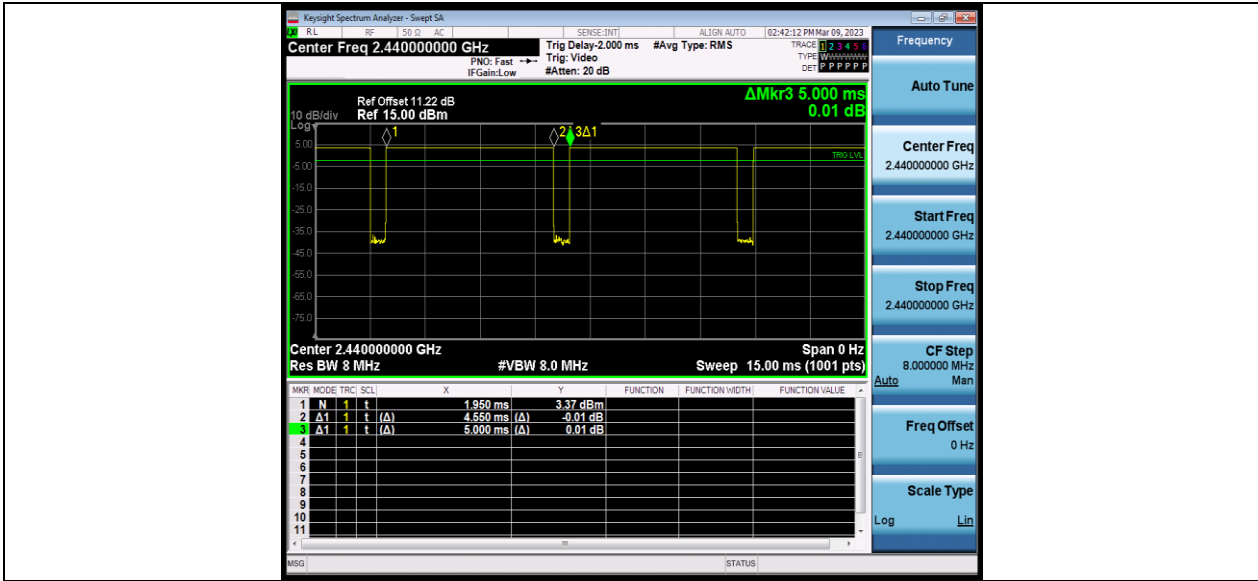 Keysight Spectrum Analyzer - Swept SA
RL RF 50 Ω AC SENSE:INT ALIGN AUTO 02:42:12 PM Mar 09, 2023
Center Freq 2.440000000 GHz Trig Delay-2.000 ms #Avg Type: RMS TRACE 1 2 3 4 5 6
PNO: Fast Trig: Video TYPE WWWWWW
IFGain:Low #Atten: 20 dB DET P P P P P P
ΔMkr3 5.000 ms
0.01 dB
Ref Offset 11.22 dB
10 dB/div Ref 15.00 dBm
Log
1 2 3Δ1
5.00
TRIG LVL
-5.00
-15.0
-25.0
-35.0
-45.0
-55.0
-65.0
-75.0
Center 2.440000000 GHz Span 0 Hz
Res BW 8 MHz #VBW 8.0 MHz Sweep 15.00 ms (1001 pts)
MKR MODE TRC SCL X Y FUNCTION FUNCTION WIDTH FUNCTION VALUE
1 N 1 t 1.950 ms 3.37 dBm
2 Δ1 1 t (Δ) 4.550 ms (Δ) -0.01 dB
3 Δ1 1 t (Δ) 5.000 ms (Δ) 0.01 dB
4
5
6
7
8
9
10
11
MSG STATUS
Frequency
Auto Tune
Center Freq
2.440000000 GHz
Start Freq
2.440000000 GHz
Stop Freq
2.440000000 GHz
CF Step
8.000000 MHz
Auto Man
Freq Offset
0 Hz
Scale Type
Log Lin